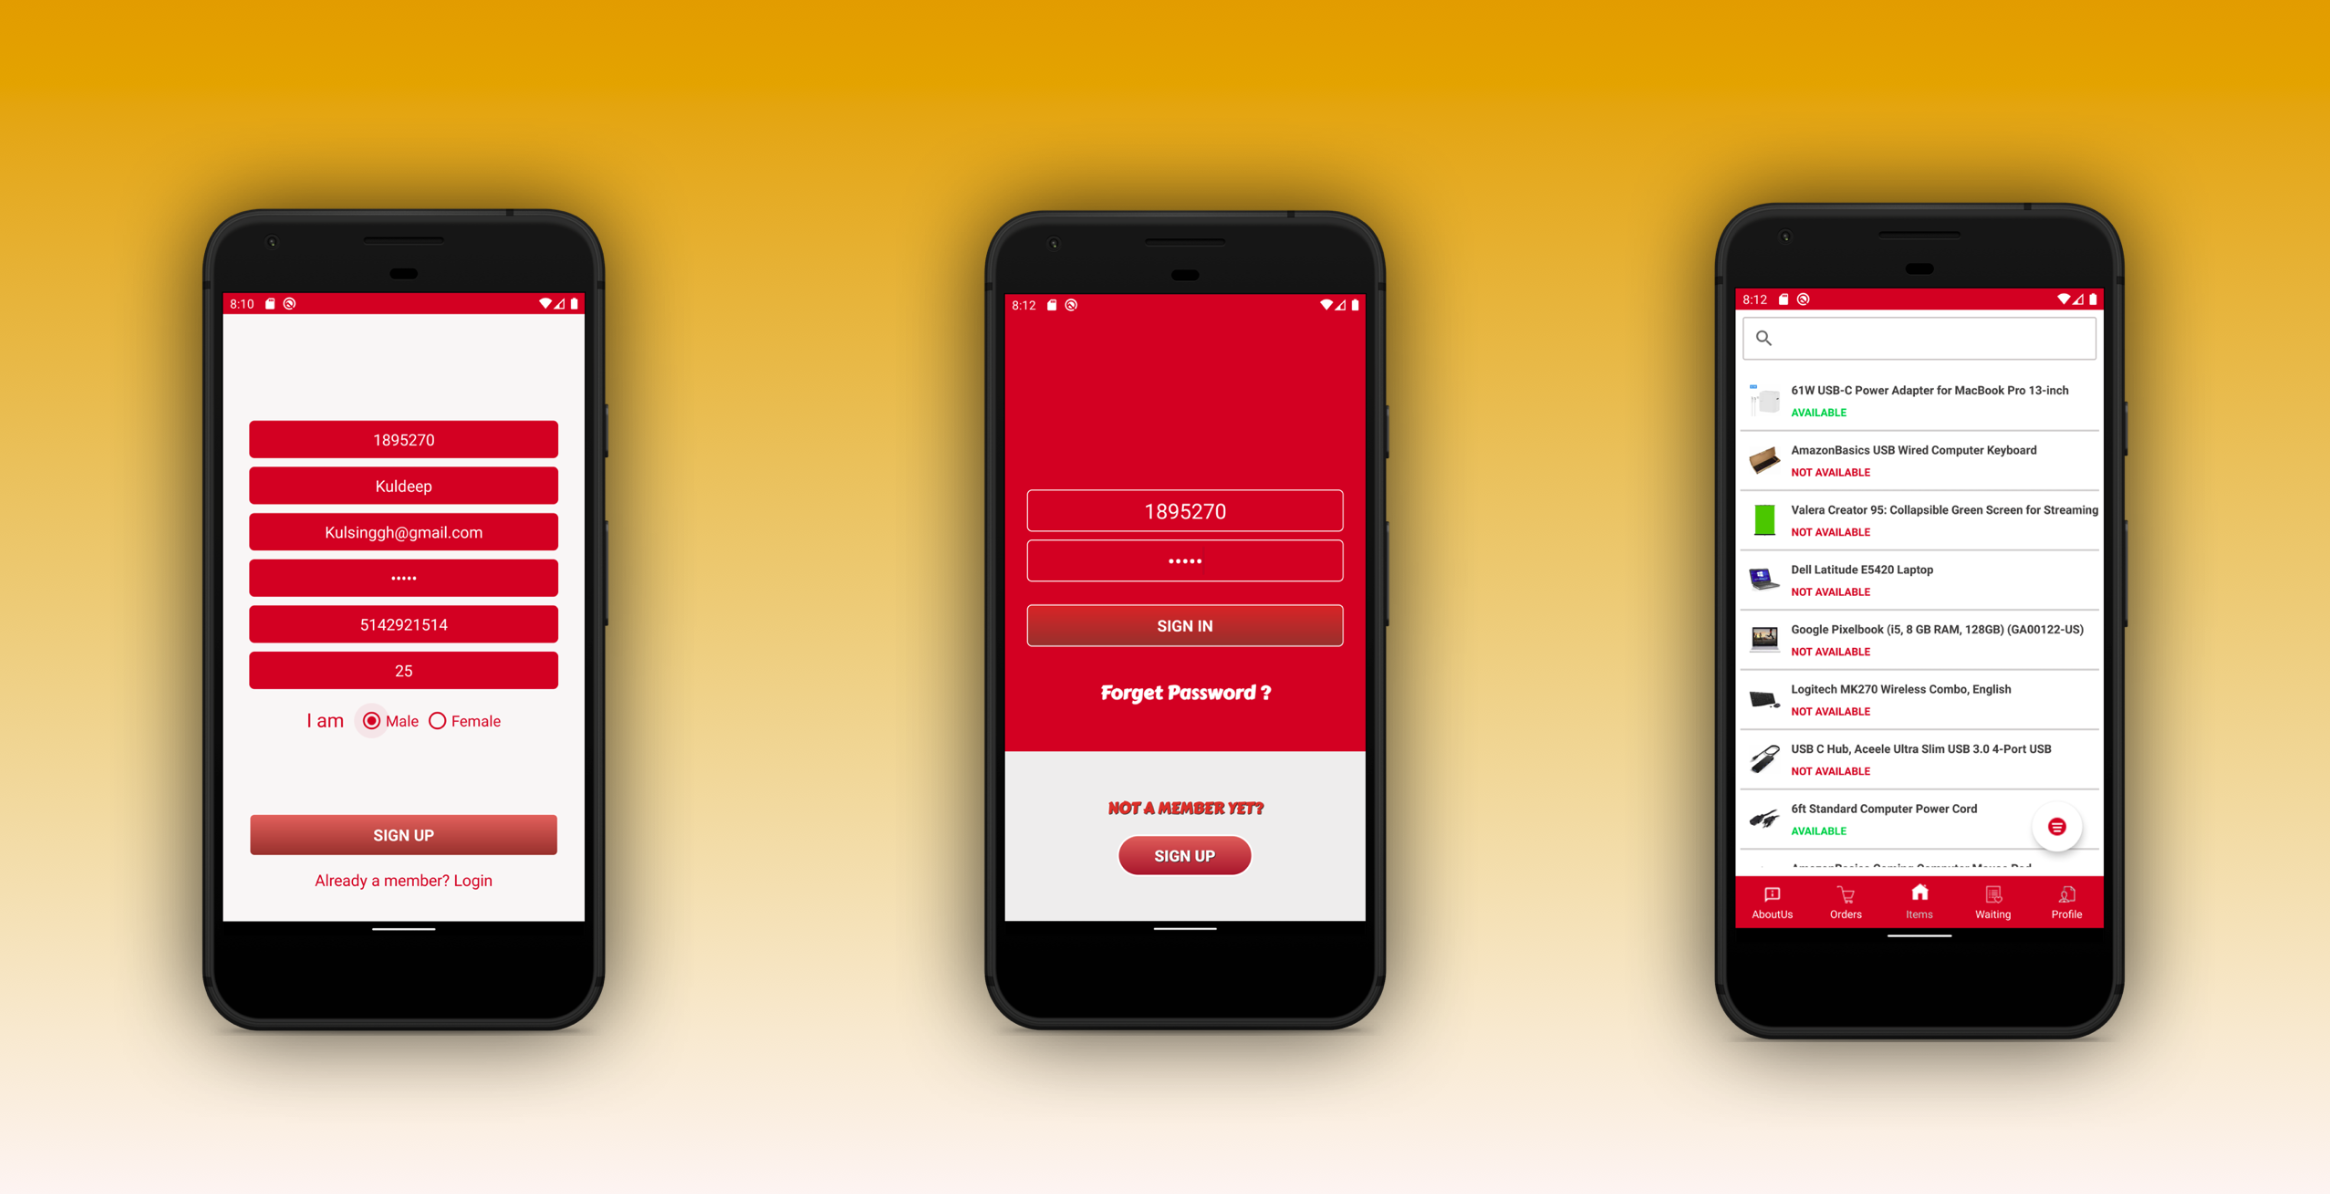 8:10
1895270
Kuldeep
Kulsinggh@gmail.com
•••••
5142921514
25
I am Male Female
SIGN UP
Already a member? Login
8:12
1895270
•••••
SIGN IN
Forget Password ?
NOT A MEMBER YET?
SIGN UP
8:12
61W USB-C Power Adapter for MacBook Pro 13-inch
AVAILABLE
AmazonBasics USB Wired Computer Keyboard
NOT AVAILABLE
Valera Creator 95: Collapsible Green Screen for Streaming
NOT AVAILABLE
Dell Latitude E5420 Laptop
NOT AVAILABLE
Google Pixelbook (i5, 8 GB RAM, 128GB) (GA00122-US)
NOT AVAILABLE
Logitech MK270 Wireless Combo, English
NOT AVAILABLE
USB C Hub, Aceele Ultra Slim USB 3.0 4-Port USB
NOT AVAILABLE
6ft Standard Computer Power Cord
AVAILABLE
AmazonBasics Gaming Computer Mouse Pad
AboutUs Orders Items Waiting Profile